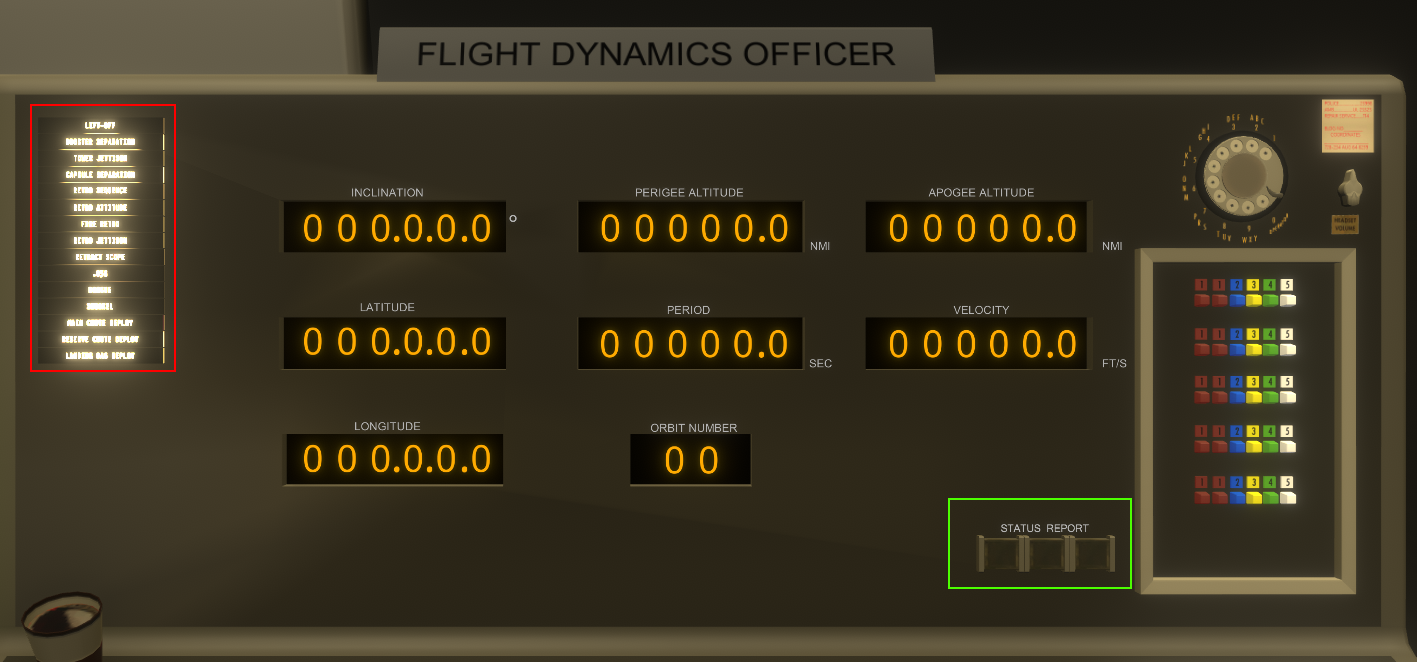 FLIGHT DYNAMICS OFFICER
LIFT-OFF
BOOSTER SEPARATION
TOWER JETTISON
CAPSULE SEPARATION
RETRO SEQUENCE
RETRO ATTITUDE
FIRE RETRO
RETRO JETTISON
RETRACT SCOPE
.05G
MAIN CHUTE DEPLOY
RESERVE CHUTE DEPLOY
LANDING BAG DEPLOY
INCLINATION
0 0 0.0.0.0 °
PERIGEE ALTITUDE
0 0 0 0 0.0 NMI
APOGEE ALTITUDE
0 0 0 0 0.0 NMI
LATITUDE
0 0 0.0.0.0
PERIOD
0 0 0 0 0.0 SEC
VELOCITY
0 0 0 0 0.0 FT/S
LONGITUDE
0 0 0.0.0.0
ORBIT NUMBER
0 0
STATUS REPORT
HEADSET
VOLUME
1 1 2 3 4 5
1 1 2 3 4 5
1 1 2 3 4 5
1 1 2 3 4 5
1 1 2 3 4 5